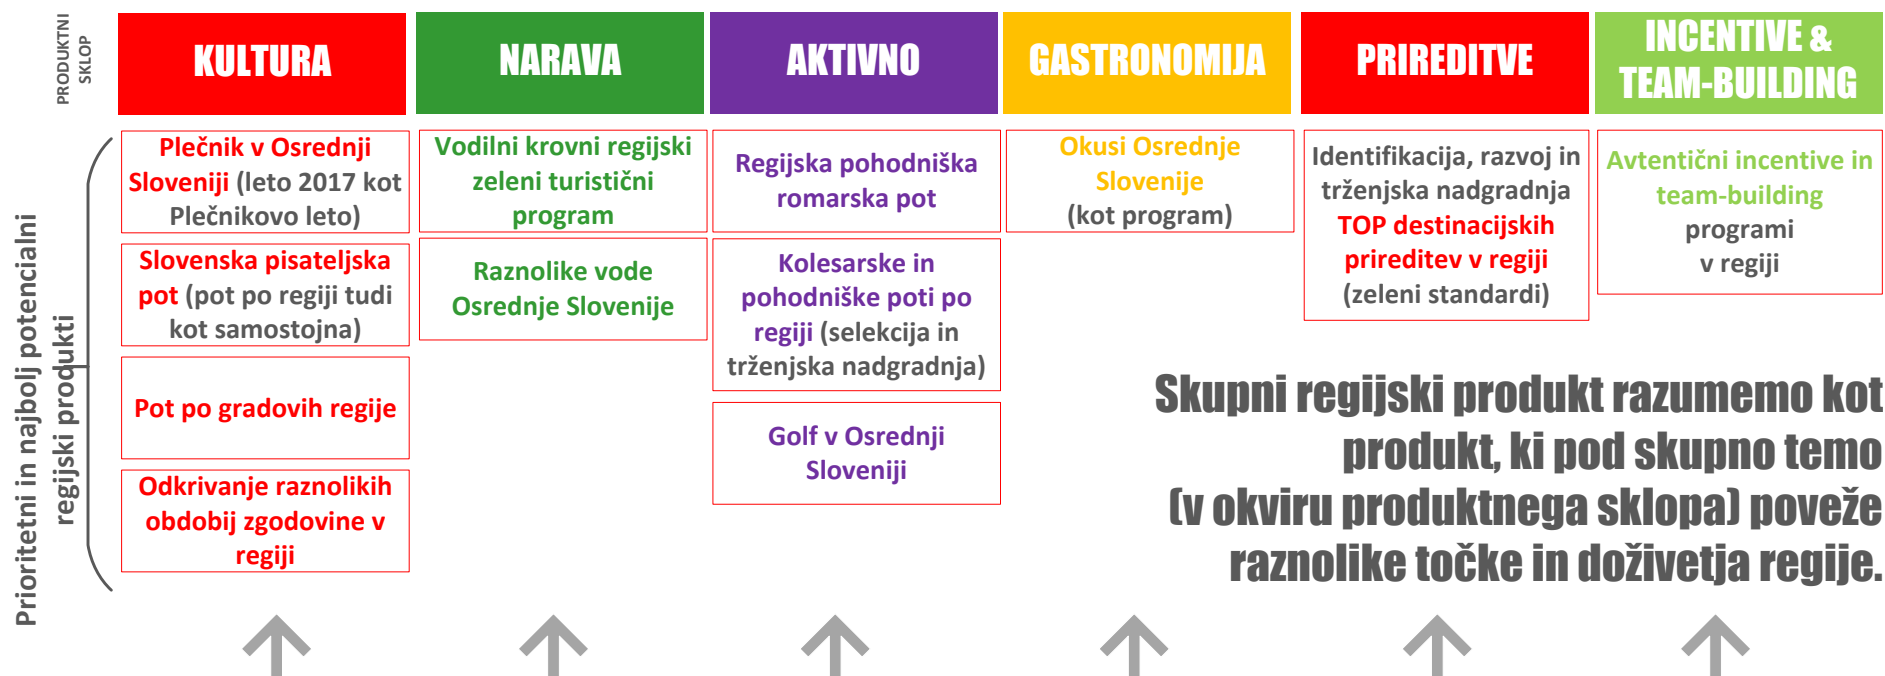 PRODUKTNI
SKLOP
KULTURA
NARAVA
AKTIVNO
GASTRONOMIJA
PRIREDITVE
INCENTIVE &
TEAM-BUILDING
Prioritetni in najbolj potencialni
regijski produkti
Plečnik v Osrednji
Sloveniji (leto 2017 kot
Plečnikovo leto)
Slovenska pisateljska
pot (pot po regiji tudi
kot samostojna)
Pot po gradovih regije
Odkrivanje raznolikih
obdobij zgodovine v
regiji
Vodilni krovni regijski
zeleni turistični
program
Raznolike vode
Osrednje Slovenije
Regijska pohodniška
romarska pot
Kolesarske in
pohodniške poti po
regiji (selekcija in
trženjska nadgradnja)
Golf v Osrednji
Sloveniji
Okusi Osrednje
Slovenije
(kot program)
Identifikacija, razvoj in
trženjska nadgradnja
TOP destinacijskih
prireditev v regiji
(zeleni standardi)
Avtentični incentive in
team-building
programi
v regiji
Skupni regijski produkt razumemo kot
produkt, ki pod skupno temo
(v okviru produktnega sklopa) poveže
raznolike točke in doživetja regije.